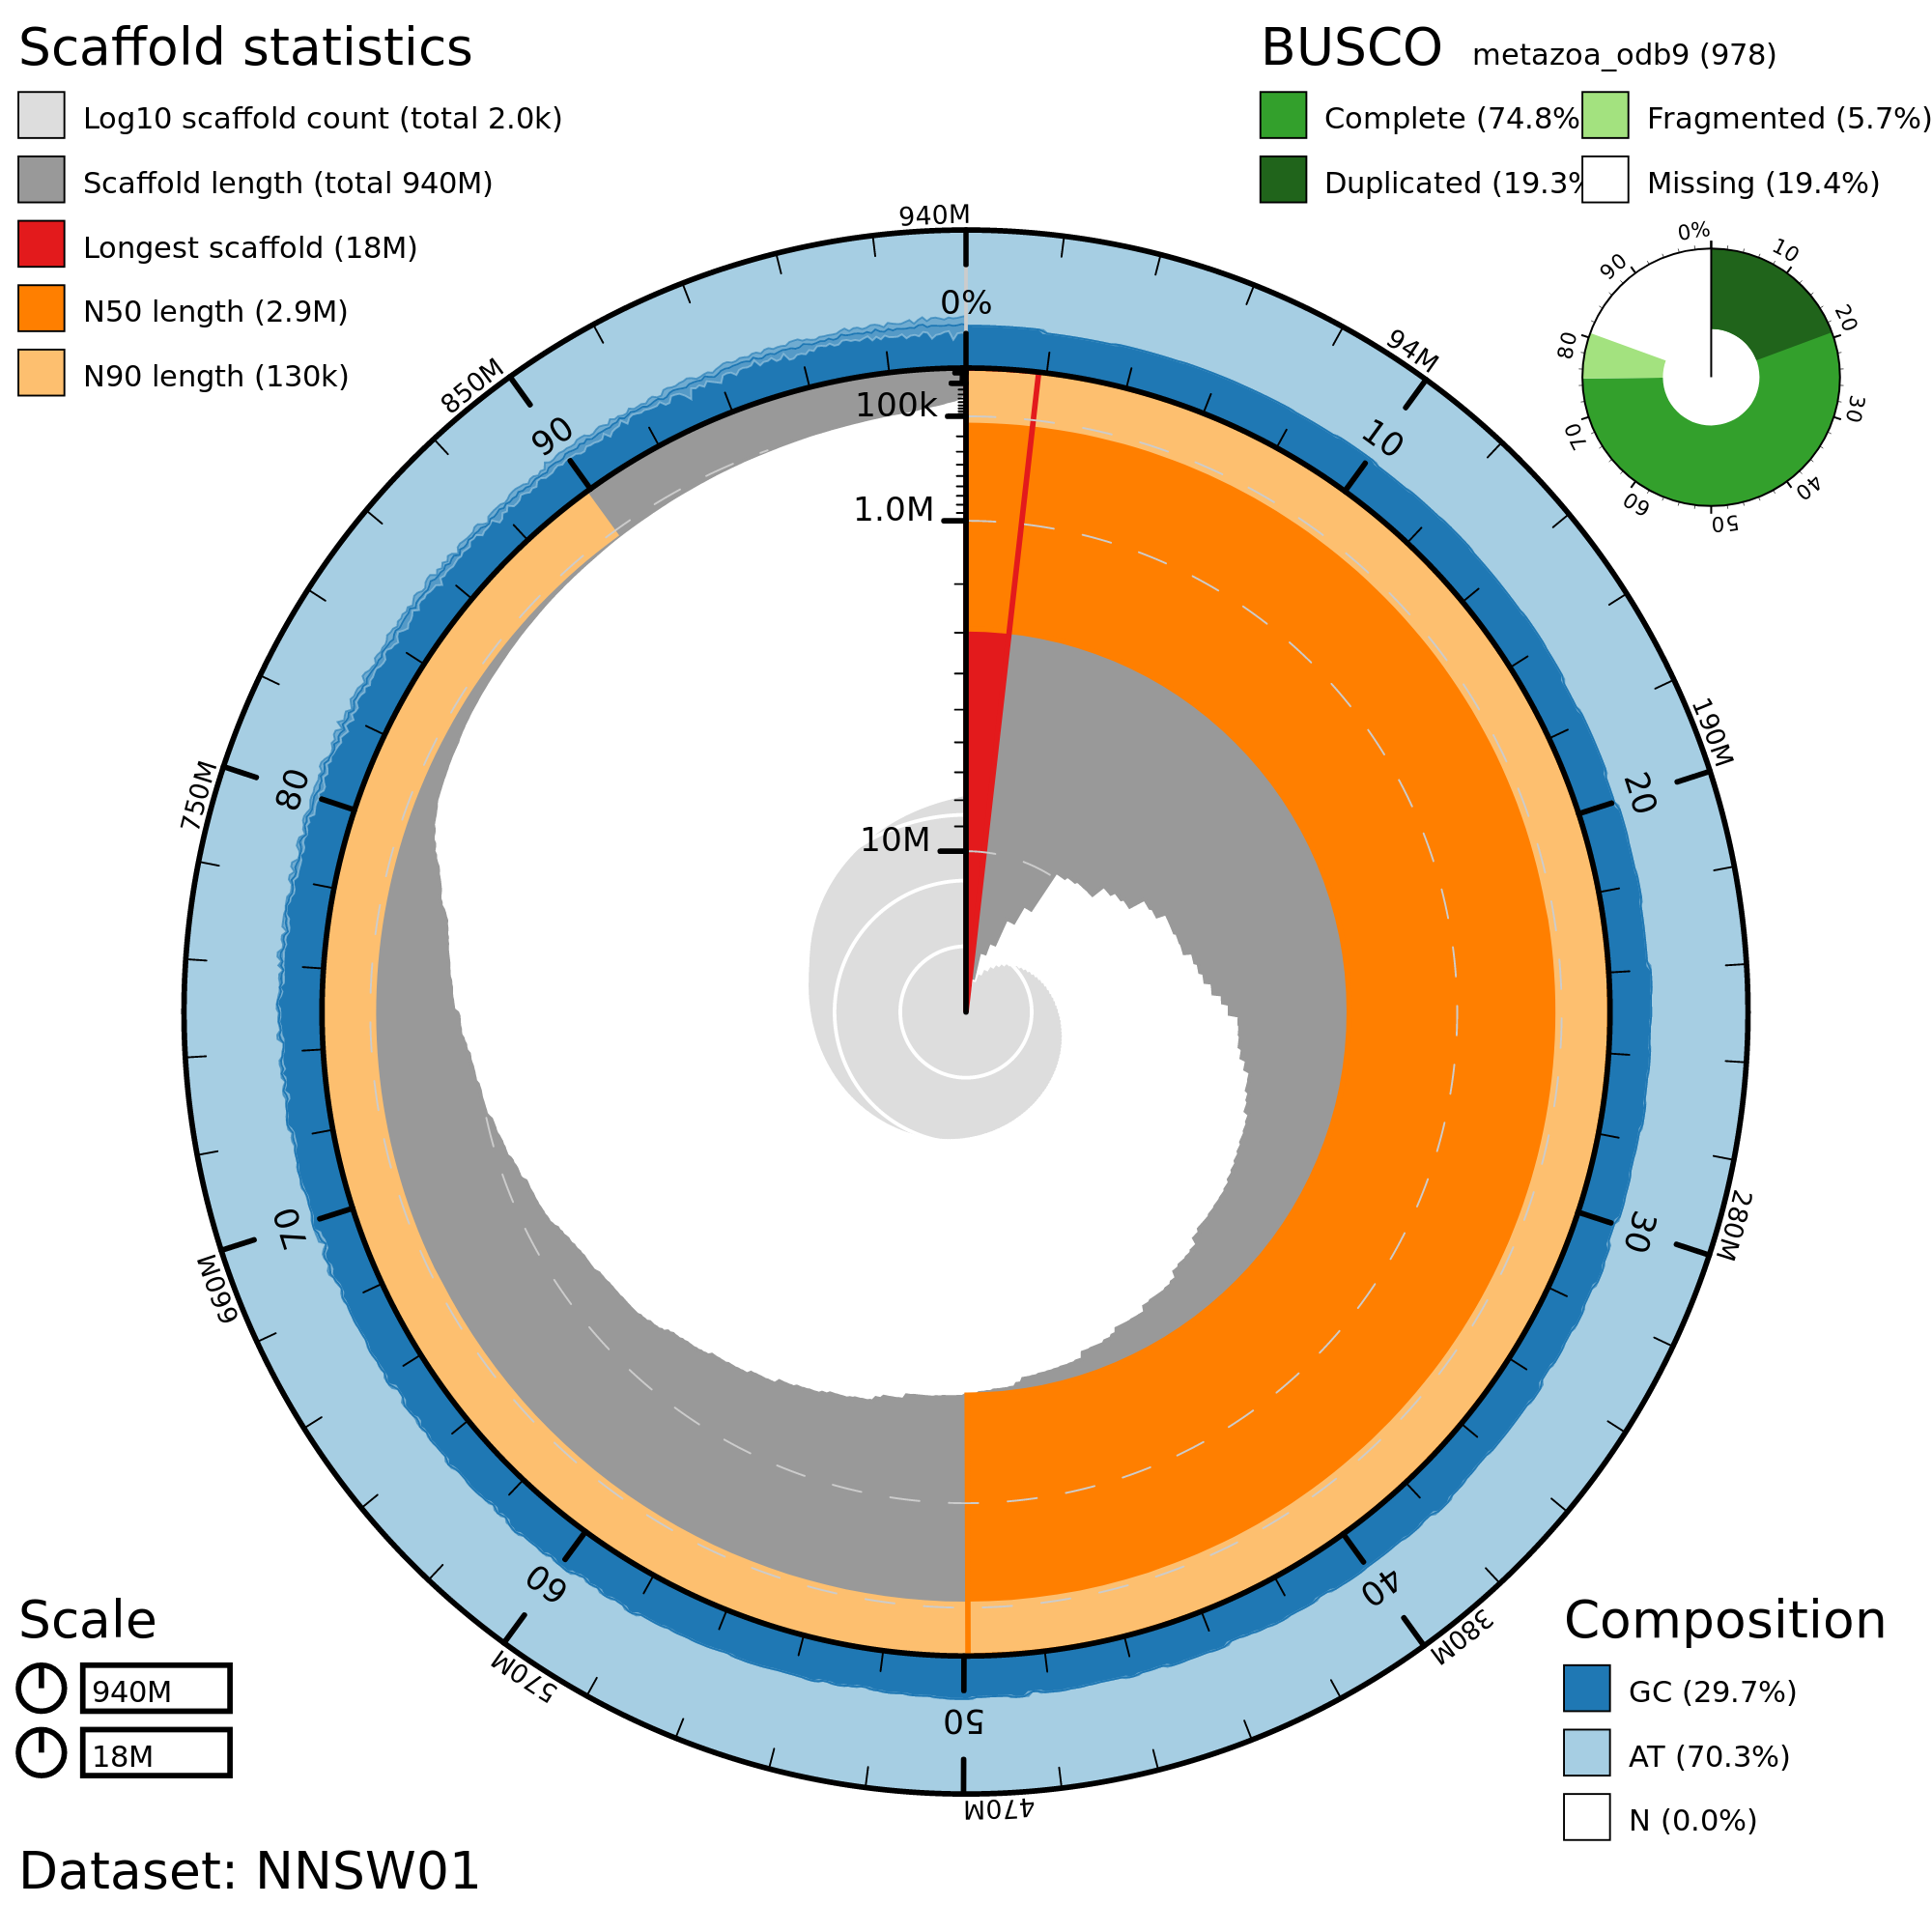 Scaffold statistics
Log10 scaffold count (total 2.0k)
Scaffold length (total 940M)
Longest scaffold (18M)
N50 length (2.9M)
N90 length (130k)
BUSCO metazoa_odb9 (978)
Complete (74.8%
Fragmented (5.7%)
Duplicated (19.3%
Missing (19.4%)
0%
10
20
30
40
50
60
70
80
90
940M
94M
190M
280M
380M
470M
570M
660M
750M
850M
0%
10
20
30
40
50
60
70
80
90
100k
1.0M
10M
Scale
940M
18M
Composition
GC (29.7%)
AT (70.3%)
N (0.0%)
Dataset: NNSW01